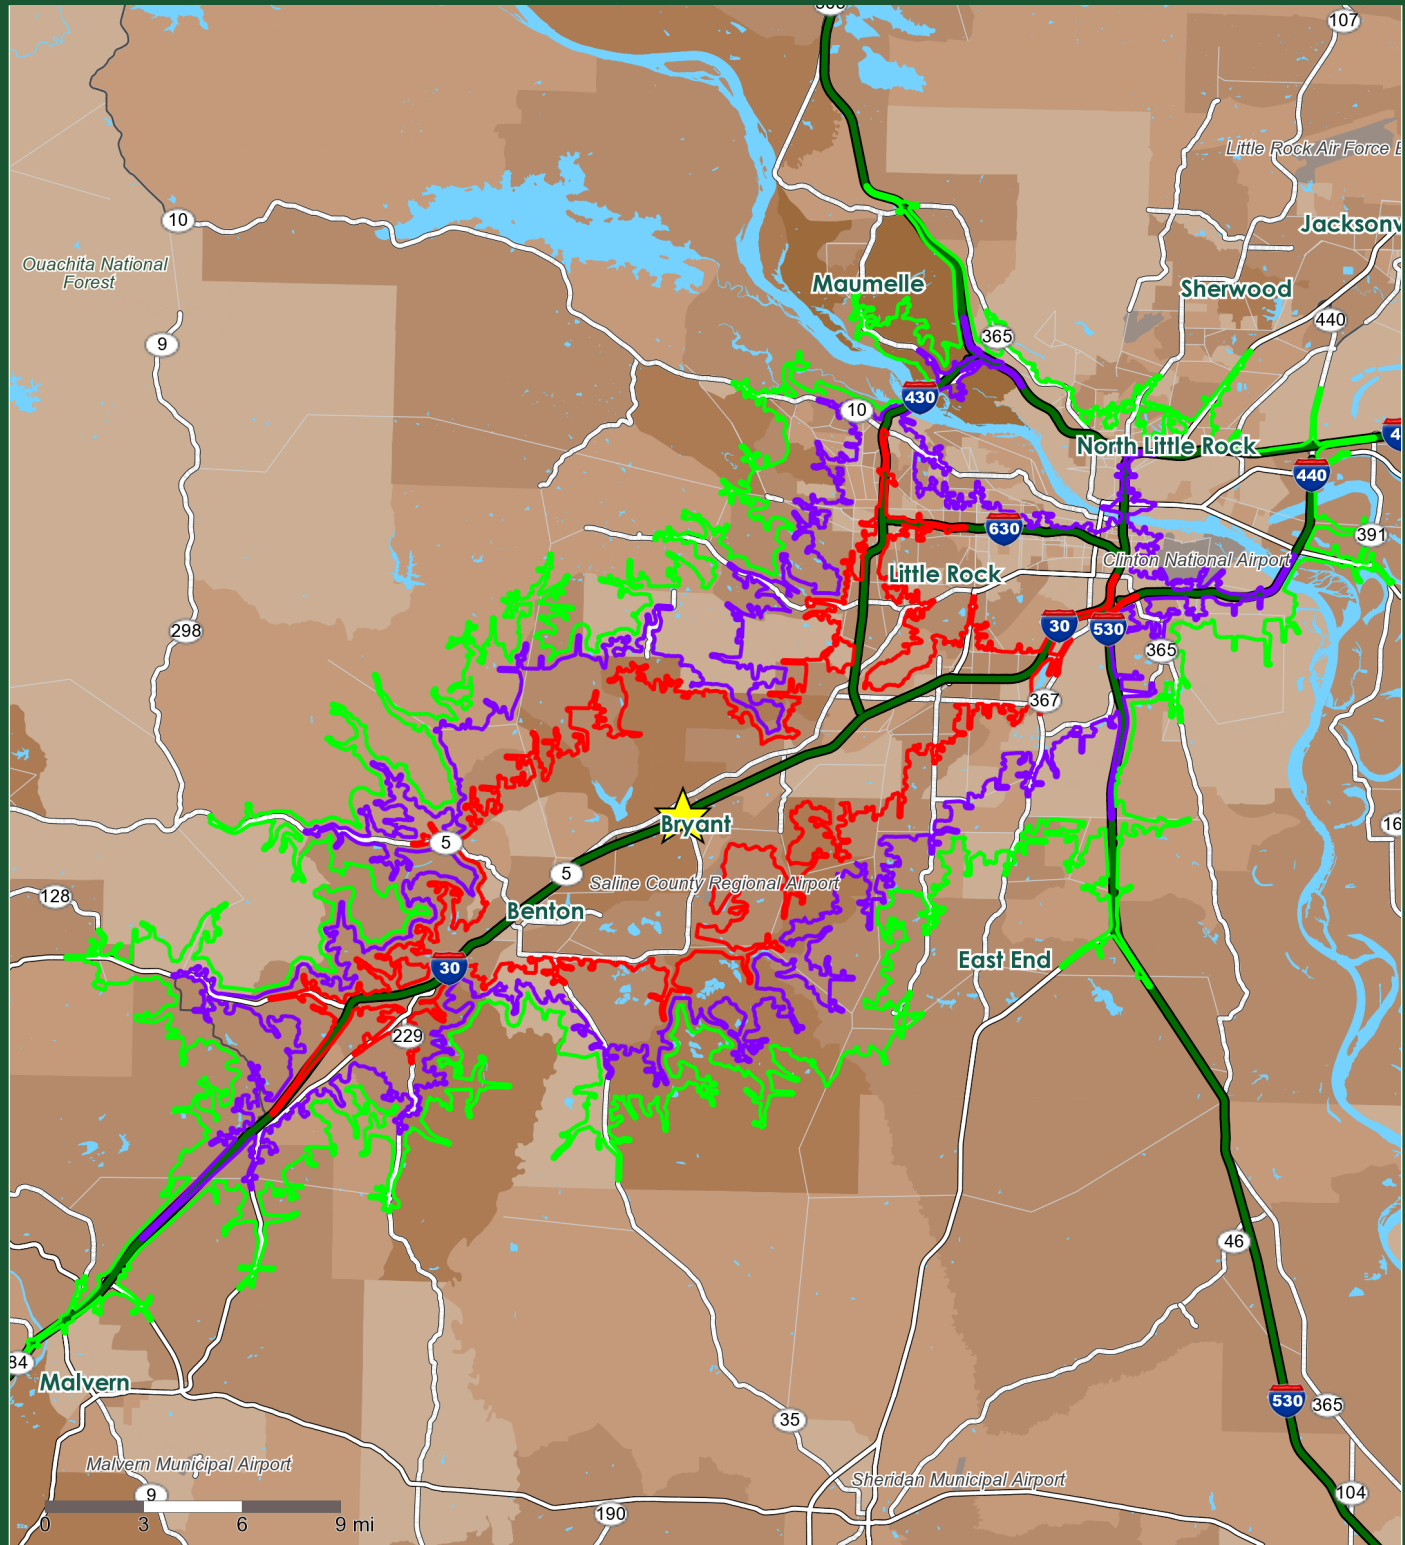 107
Little Rock Air Force
10
Jacksonv
Ouachita National
Forest
Maumelle
Sherwood
440
9
365
430
10
North Little Rock
440
630
391
Clinton National Airport
Little Rock
298
30
530
365
367
Bryant
16
5
5
Saline County Regional Airport
128
Benton
East End
30
229
46
84
Malvern
530
365
35
Malvern Municipal Airport
Sheridan Municipal Airport
9
104
190
0 3 6 9 mi